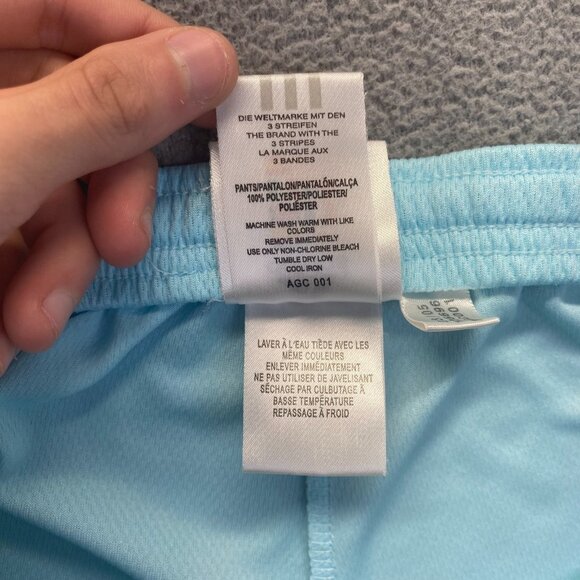 DIE WELTMARKE MIT DEN
3 STREIFEN
THE BRAND WITH THE
3 STRIPES
LA MARQUE AUX
3 BANDES
PANTS/PANTALON/PANTALÓN/CALÇA
100% POLYESTER/POLIESTER/
POLIÉSTER
MACHINE WASH WARM WITH LIKE
COLORS
REMOVE IMMEDIATELY
USE ONLY NON-CHLORINE BLEACH
TUMBLE DRY LOW
COOL IRON
AGC 001
LAVER À L'EAU TIÈDE AVEC LES
MÊME COULEURS
ENLEVER IMMÉDIATEMENT
NE PAS UTILISER DE JAVELISANT
SÉCHAGE PAR CULBUTAGE À
BASSE TEMPÉRATURE
REPASSAGE À FROID